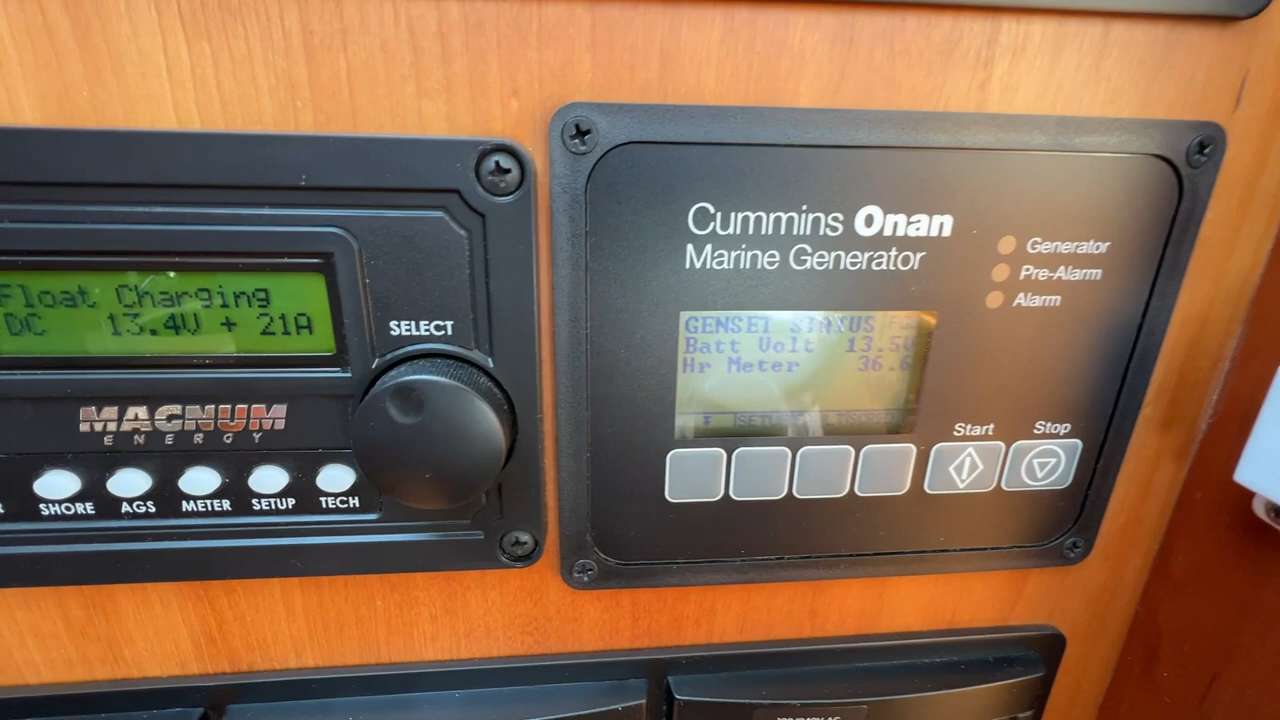 Float Charging
DC 13.4V + 21A
SELECT
MAGNUM
ENERGY
SHORE
AGS
METER
SETUP
TECH
Cummins Onan
Marine Generator
Generator
Pre-Alarm
Alarm
GENSET STATUS
Batt Volt 13.5V
Hr Meter 36.6
Start
Stop